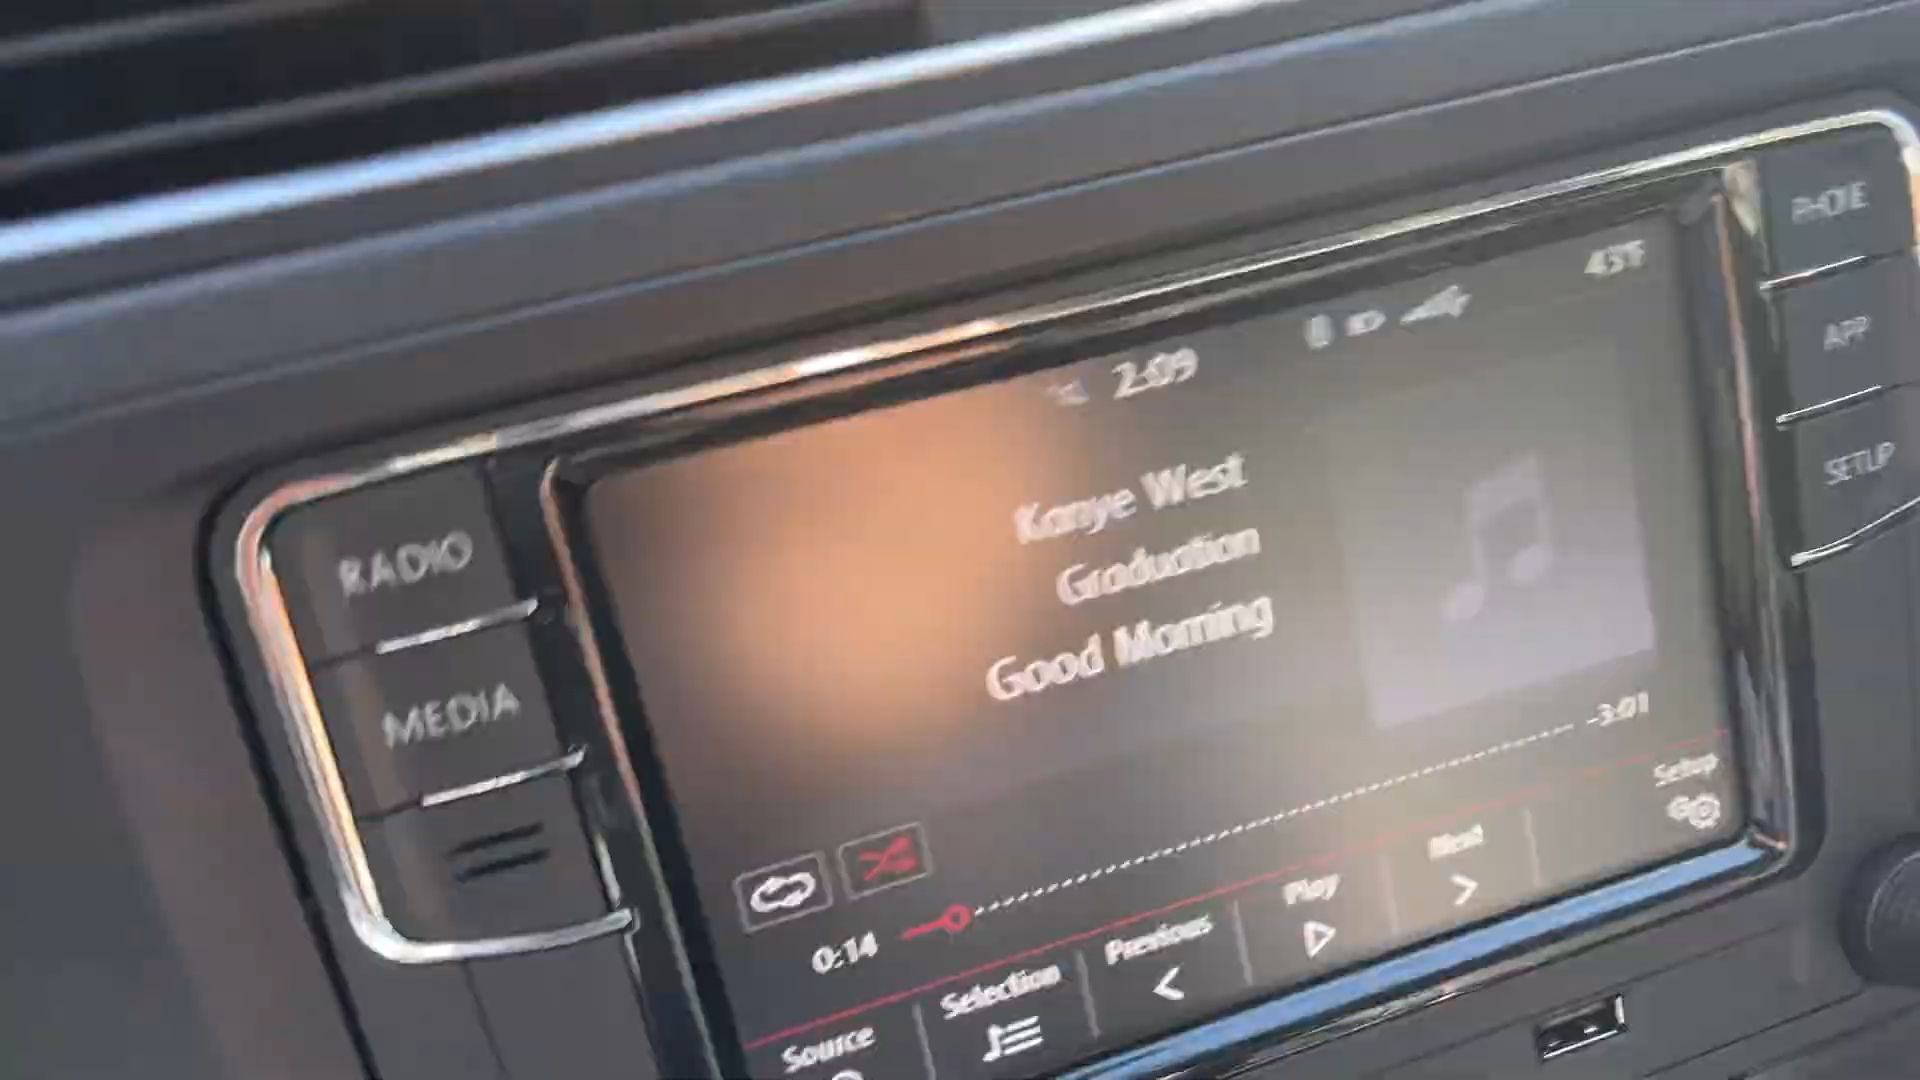 RADIO
MEDIA
2:09
43°F
Kanye West
Graduation
Good Morning
0:14
-3:01
Source
Selection
Previous
Play
Next
Setup
PHONE
APP
SETUP